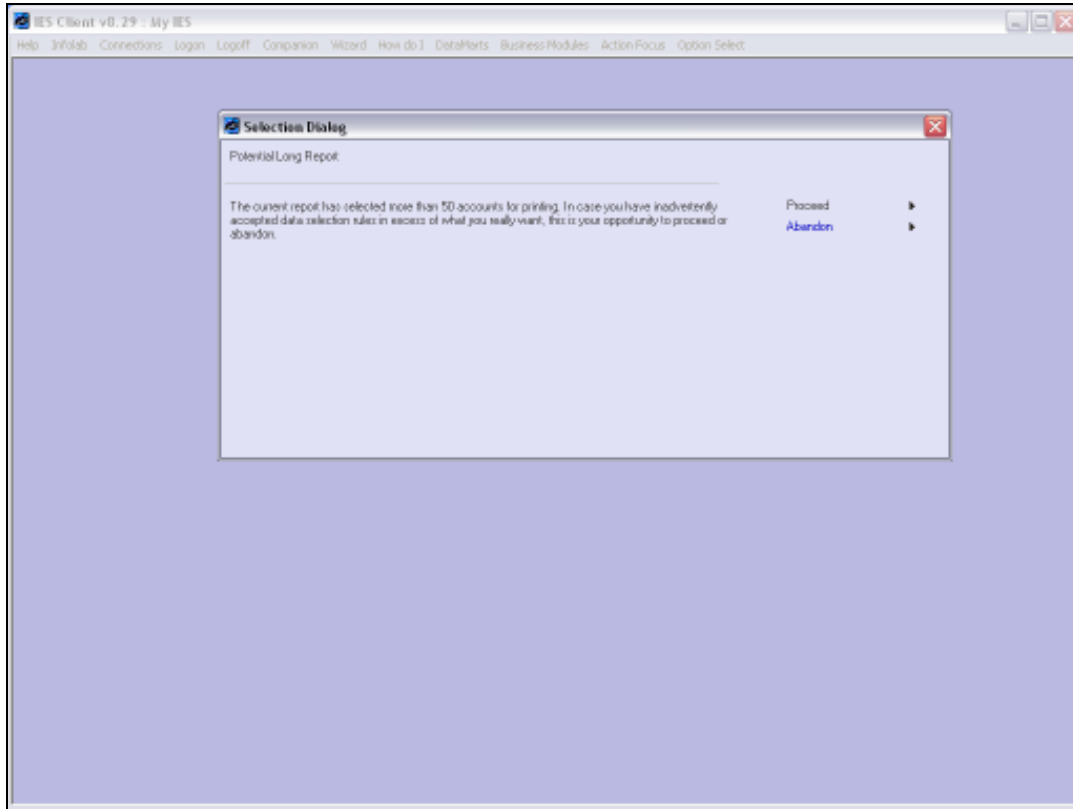 IES Client v8.29 : My IES
Help Infolab Connections Logon Logoff Companion Wizard How do I DataMarts Business Modules Action Focus Option Select
Selection Dialog
Potential Long Report
The current report has selected more than 50 accounts for printing. In case you have inadvertently
accepted data selection rules in excess of what you really want, this is your opportunity to proceed or
abandon.
Proceed
Abandon